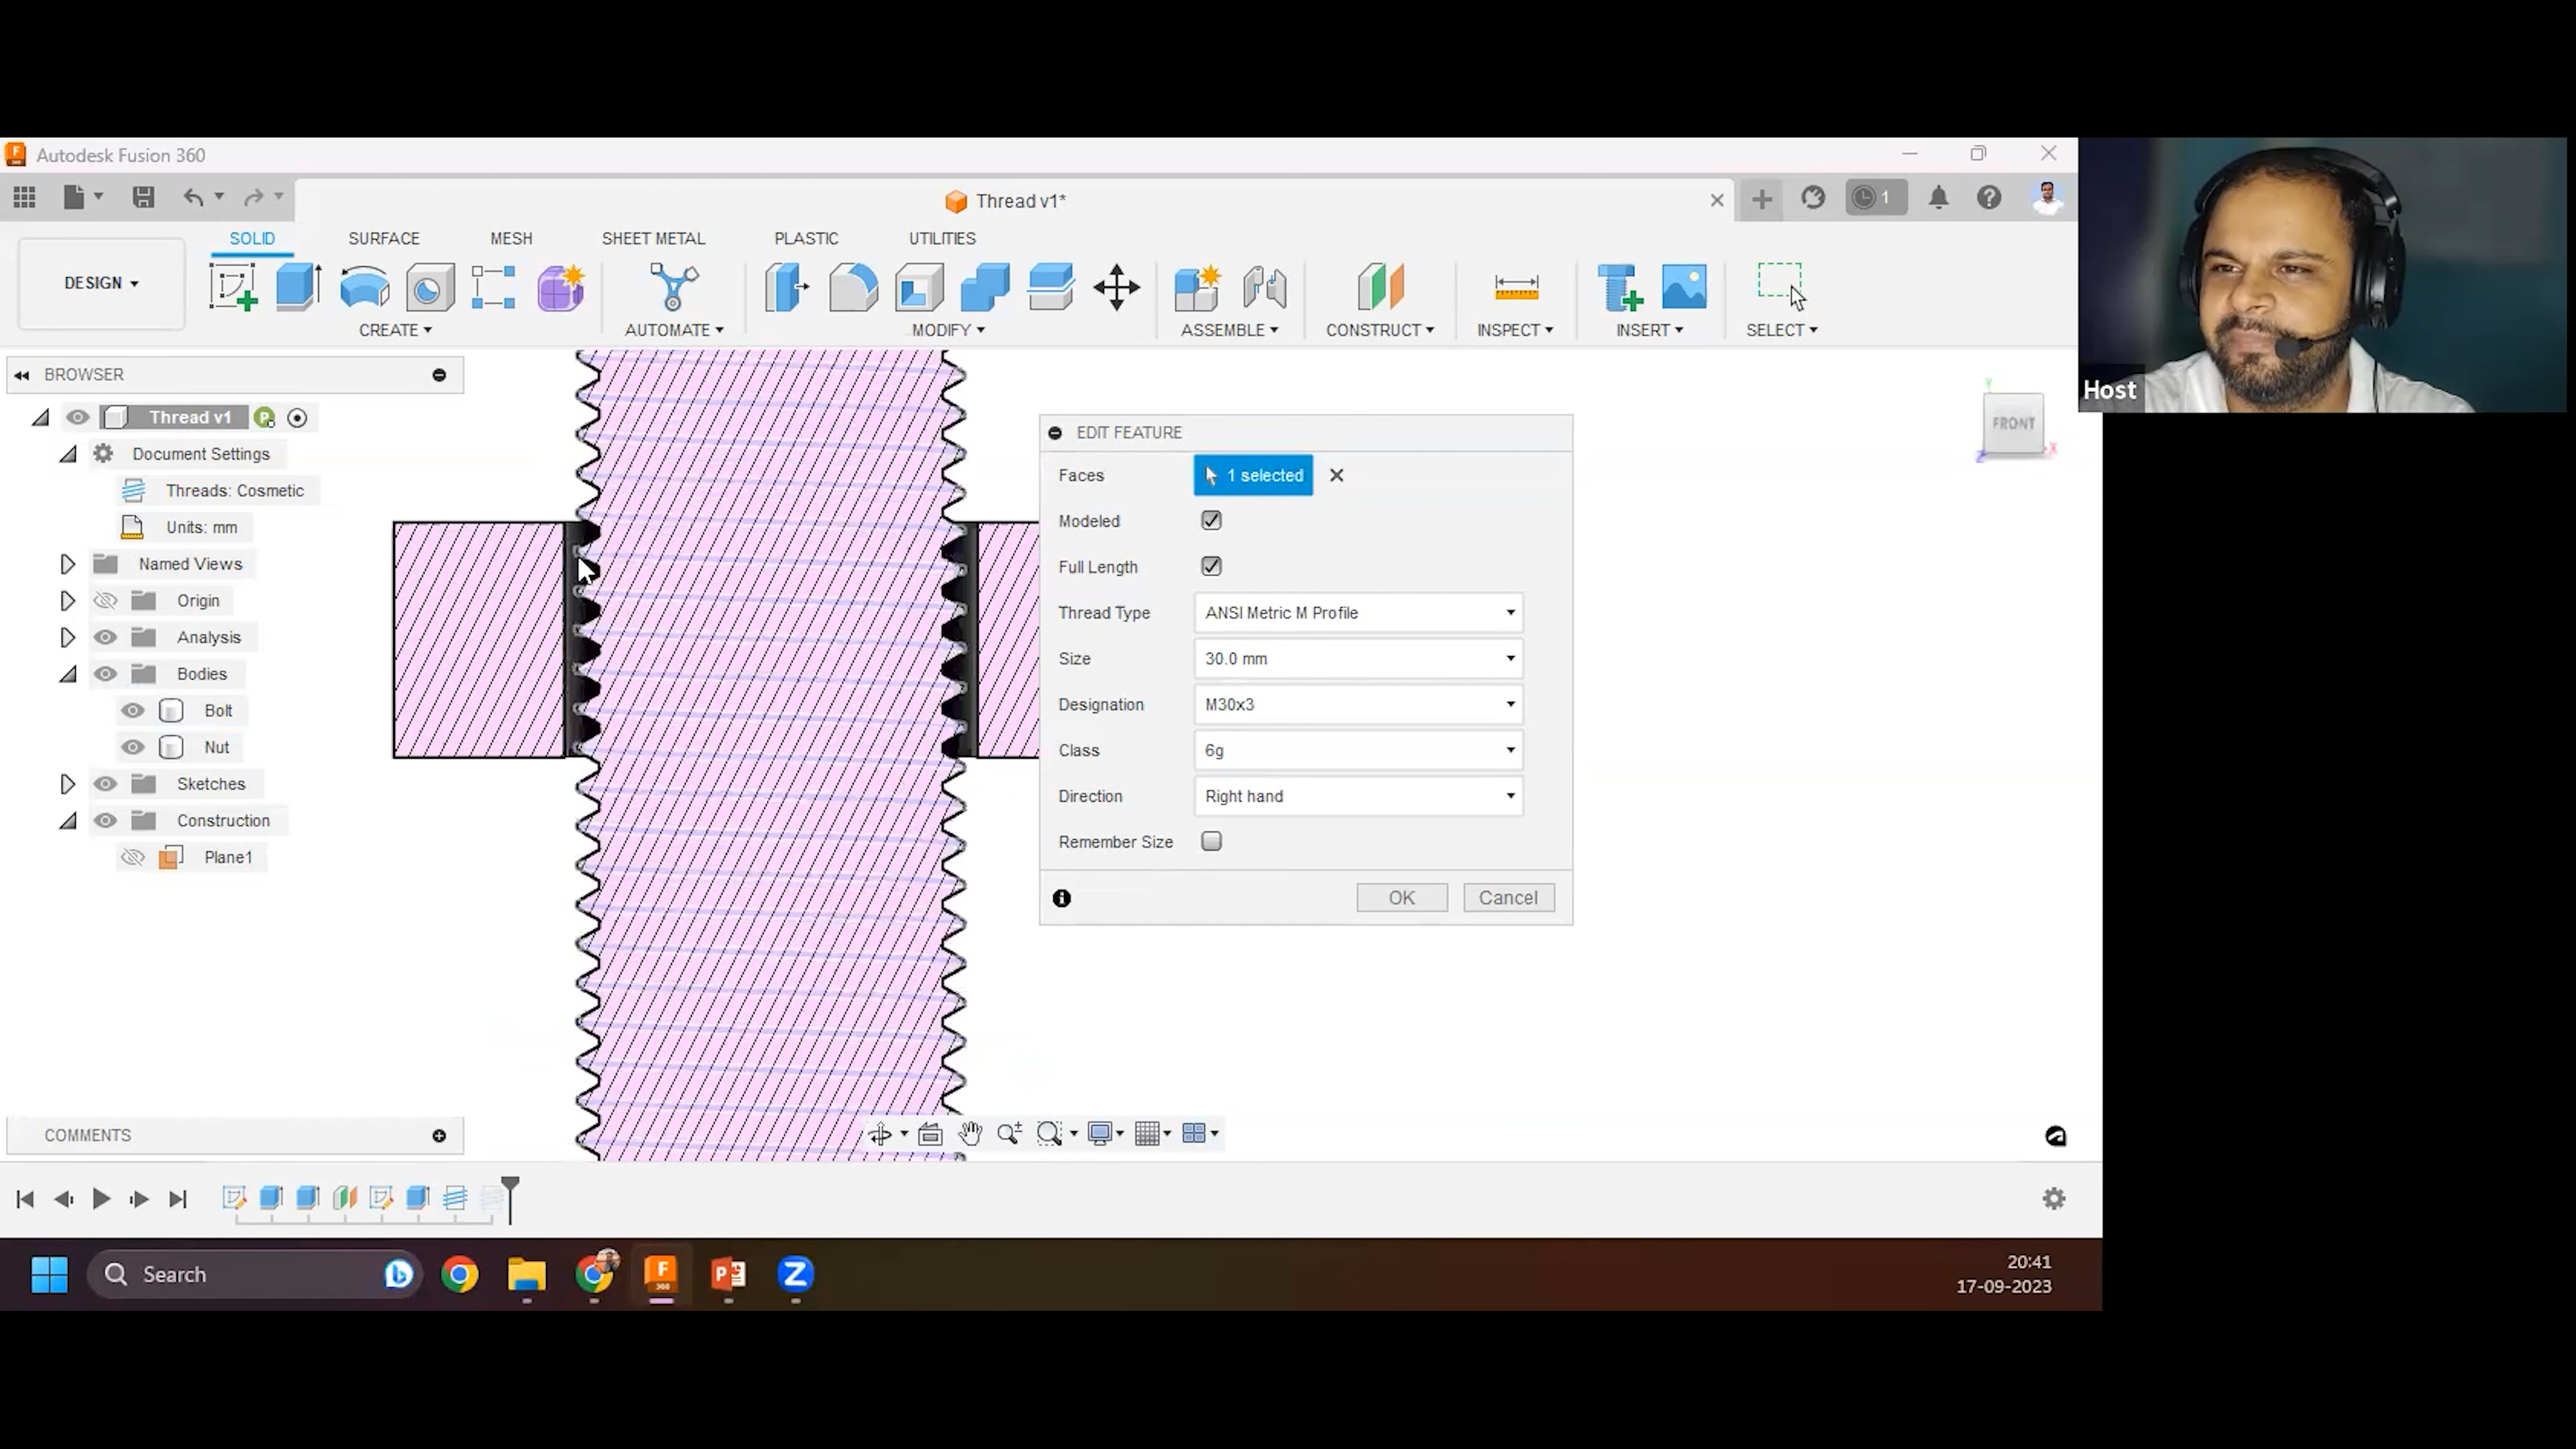 Autodesk Fusion 360
Thread v1*
1
SOLID SURFACE MESH SHEET METAL PLASTIC UTILITIES
DESIGN
CREATE AUTOMATE MODIFY ASSEMBLE CONSTRUCT INSPECT INSERT SELECT
Host
BROWSER
Thread v1
Document Settings
Threads: Cosmetic
Units: mm
Named Views
Origin
Analysis
Bodies
Bolt
Nut
Sketches
Construction
Plane1
FRONT
EDIT FEATURE
Faces 1 selected
Modeled
Full Length
Thread Type ANSI Metric M Profile
Size 30.0 mm
Designation M30x3
Class 6g
Direction Right hand
Remember Size
OK Cancel
COMMENTS
Search
20:41
17-09-2023